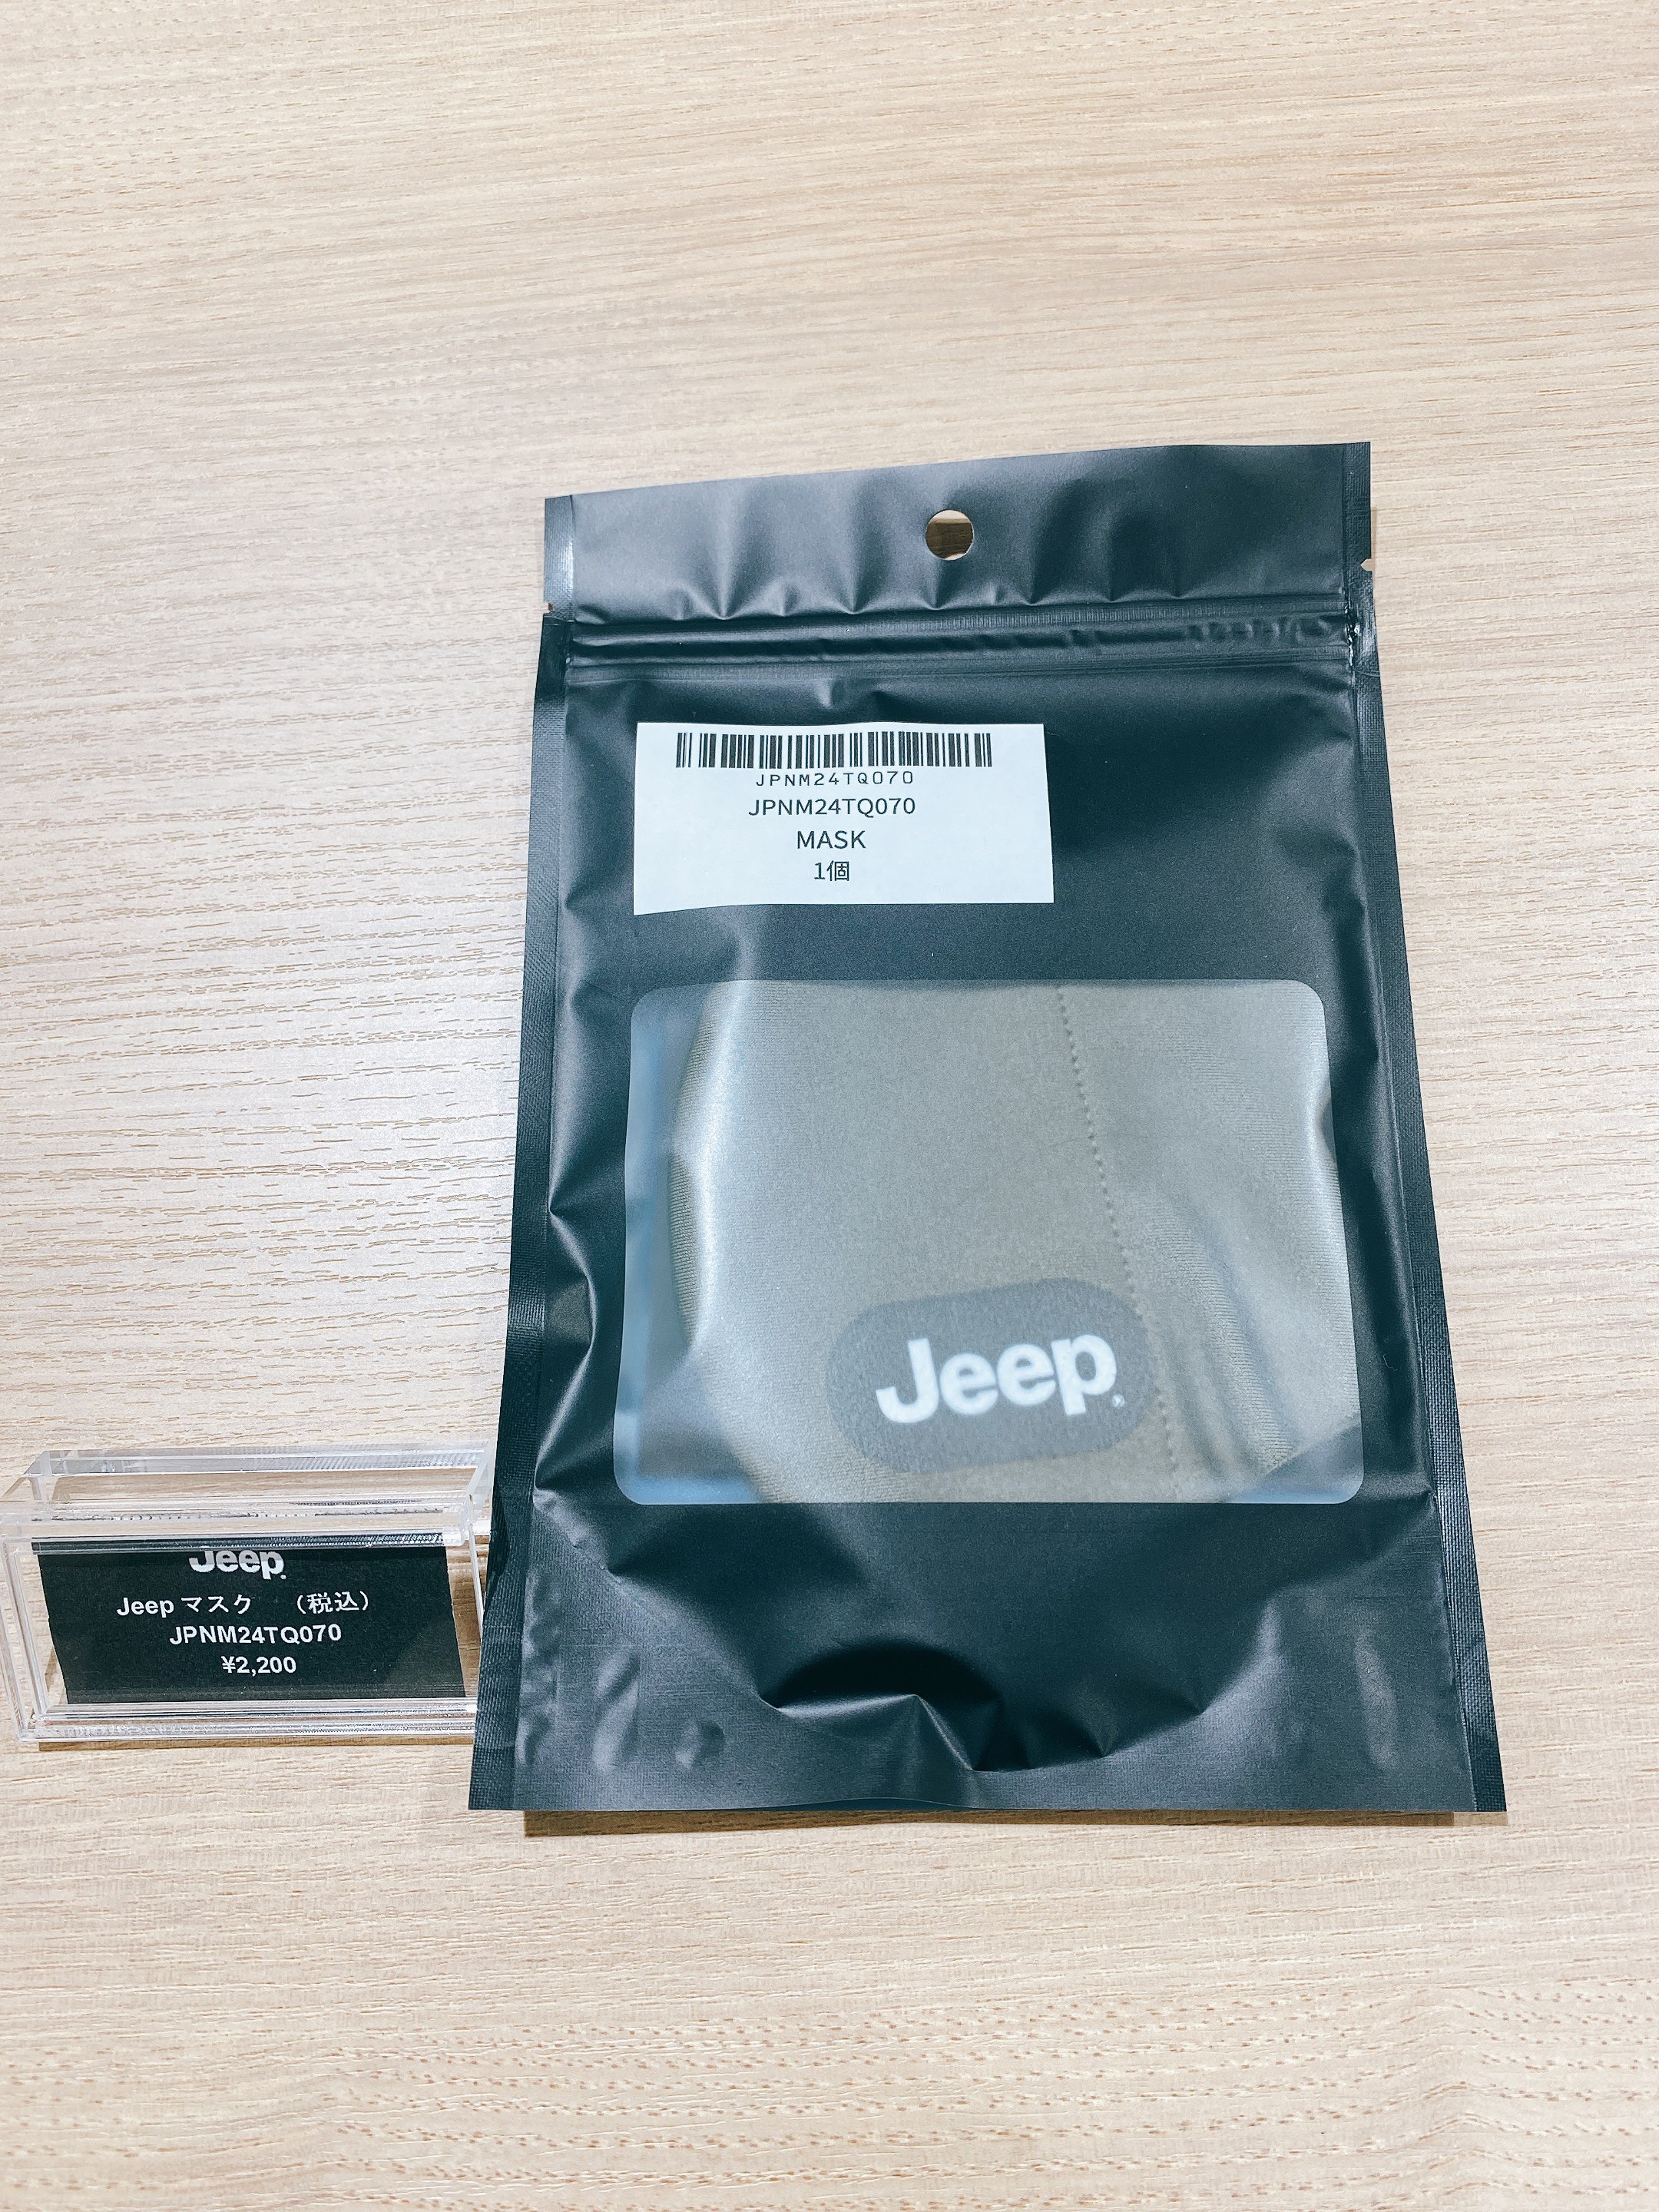 JPNM24TQ070
JPNM24TQ070
MASK
1個
Jeep®
Jeep
Jeep マスク （税込）
JPNM24TQ070
¥2,200